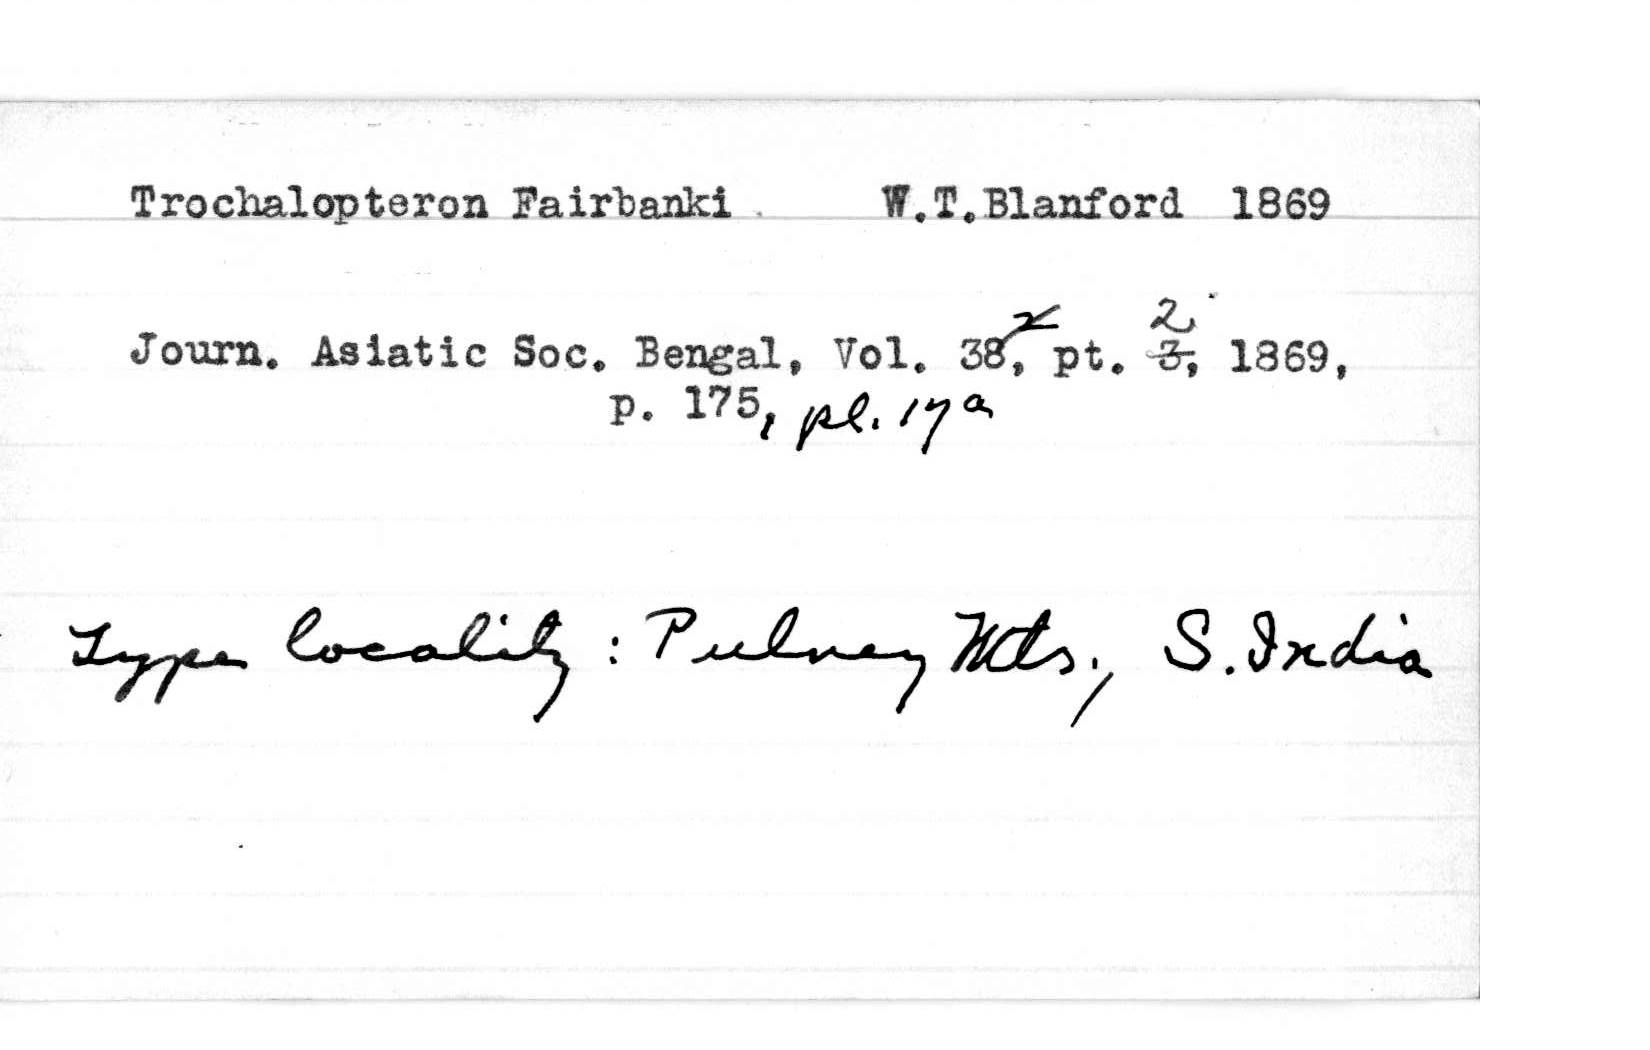 Trochalopteron Fairbanki W.T.Blanford 1869
Journ. Asiatic Soc. Bengal, Vol. 38, pt. 2, 1869,
p. 175, pl. 17a
Type locality: Pulney Mts., S. India